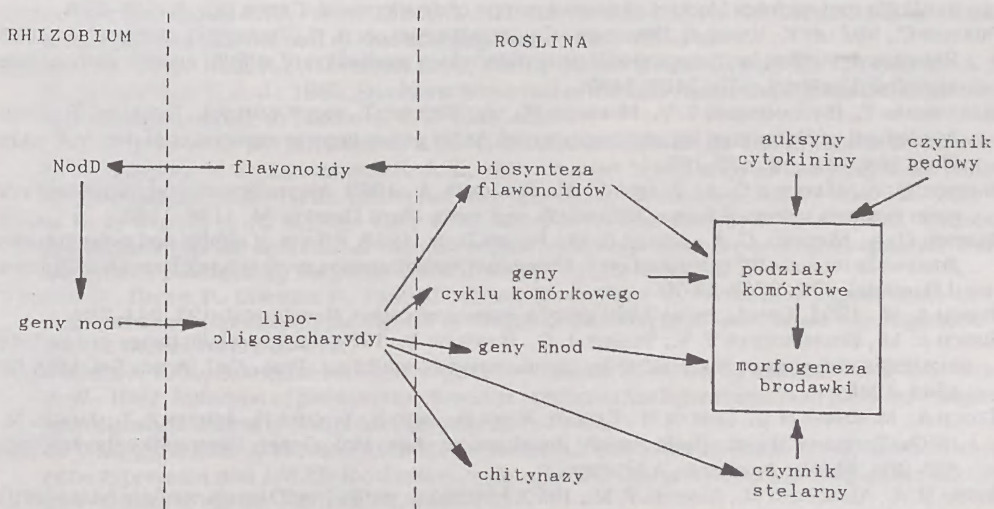 RHIZOBIUM
ROŚLINA
auksyny
cytokininy
czynnik
pędowy
NodD
flawonoidy
biosynteza
flawonoidów
geny
cyklu komórkowego
podziały
komórkowe
geny nod
lipo-
oligosacharydy
geny Enod
morfogeneza
brodawki
chitynazy
czynnik
stelarny